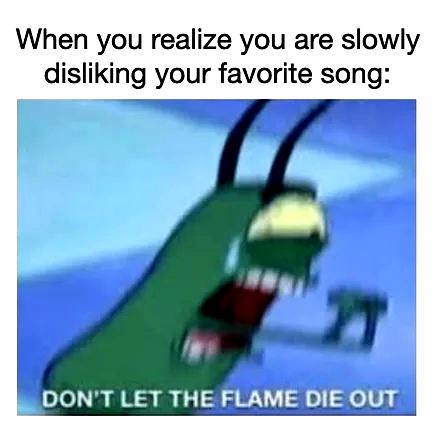 When you realize you are slowly
disliking your favorite song:
DON'T LET THE FLAME DIE OUT